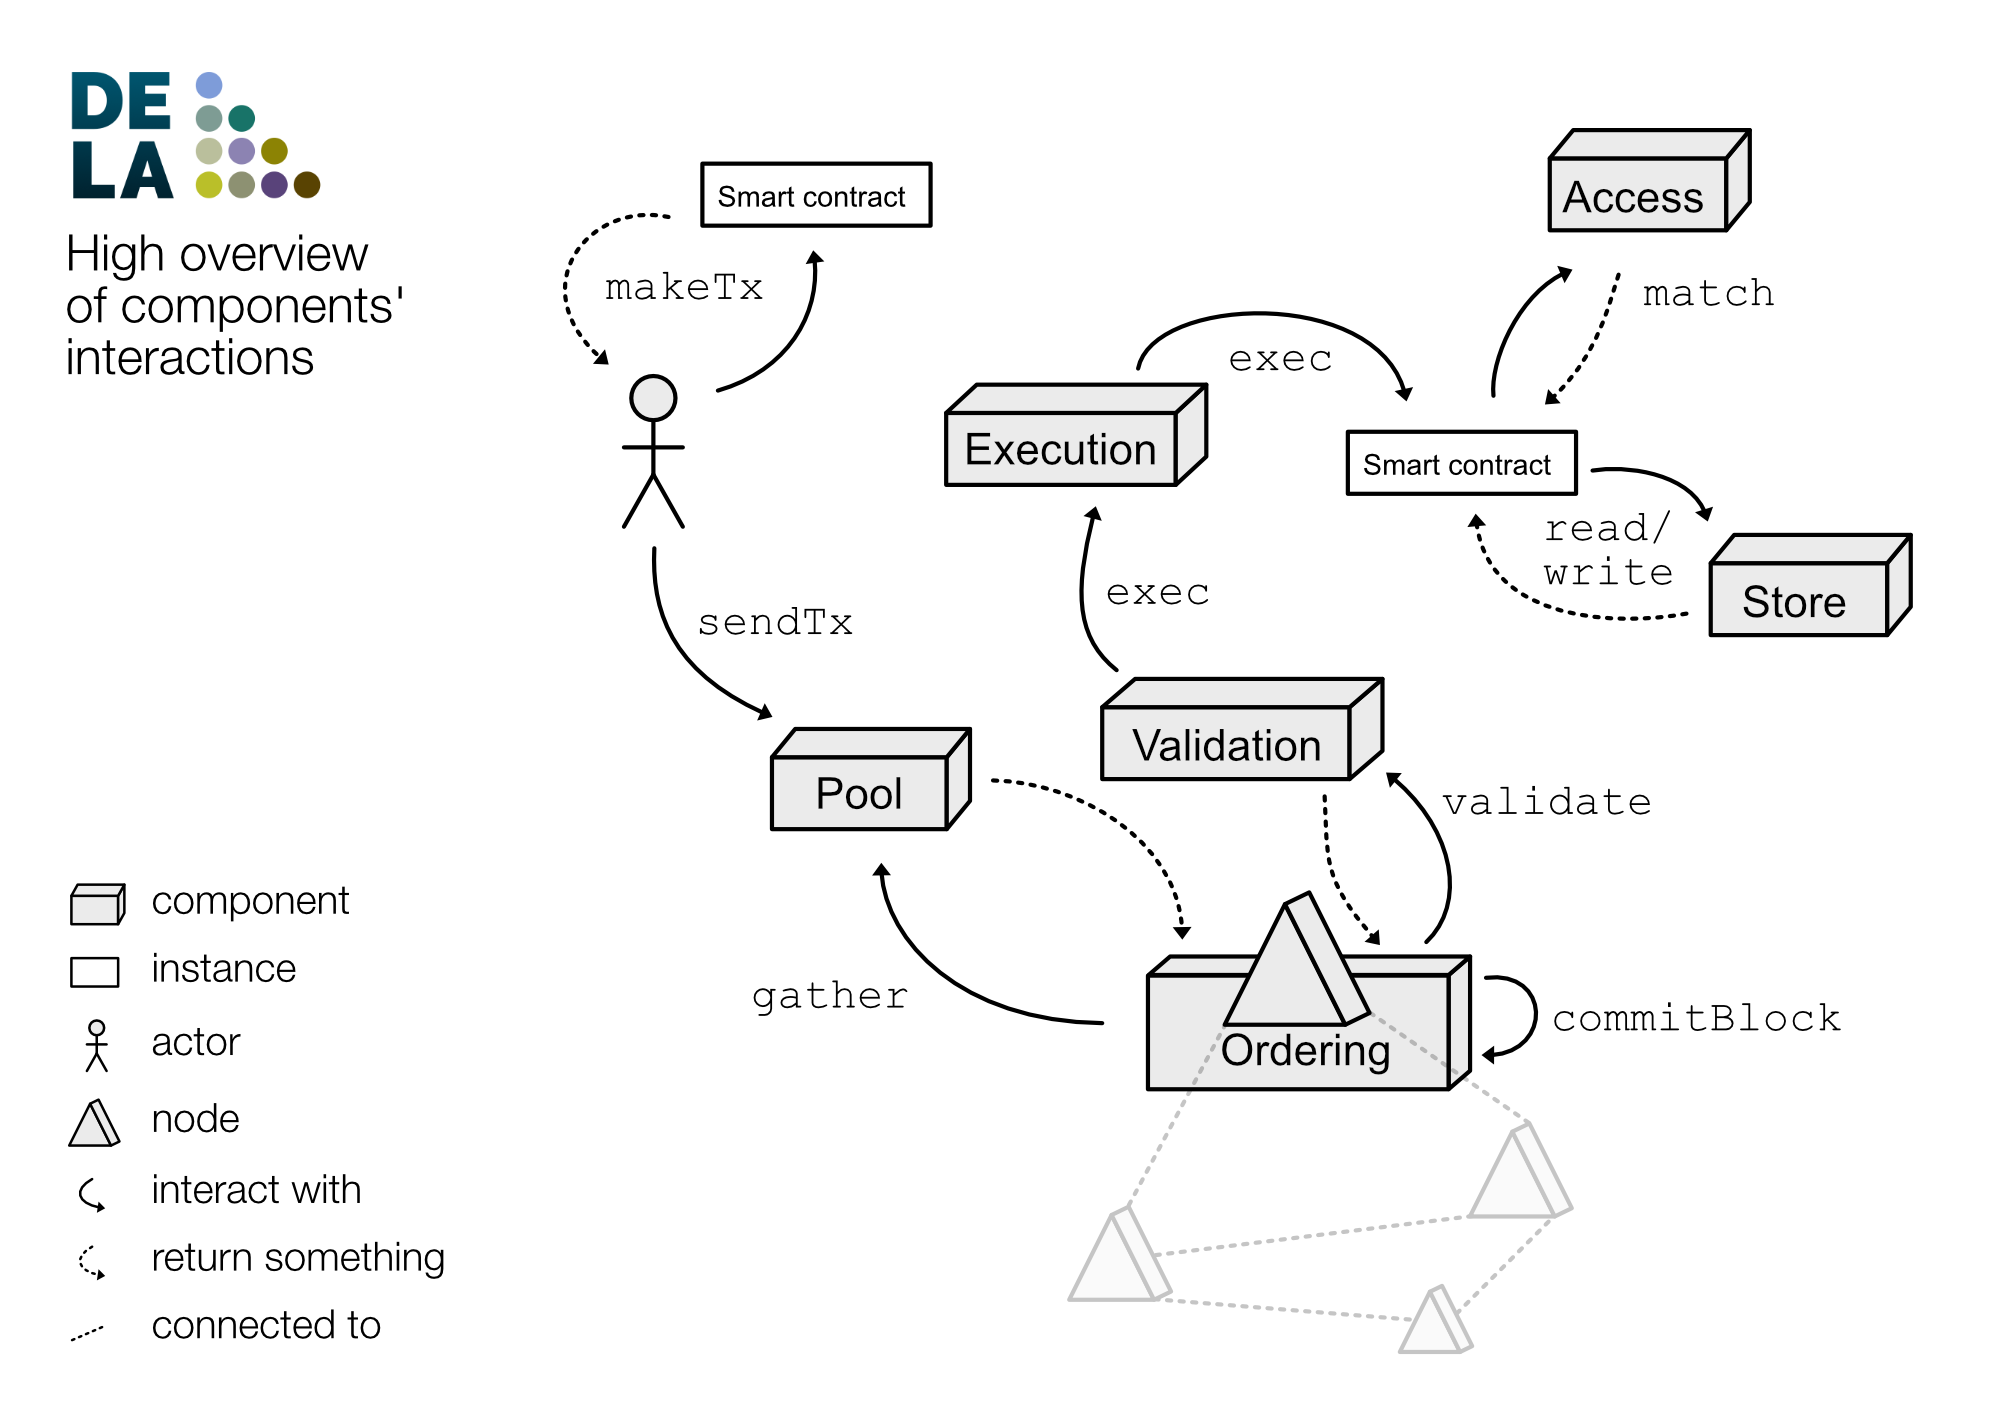 DE
LA
High overview
of components'
interactions
Smart contract
makeTx
Access
match
exec
Execution
Smart contract
read/
write
Store
exec
sendTx
Validation
Pool
validate
gather
Ordering
commitBlock
component
instance
actor
node
interact with
return something
connected to